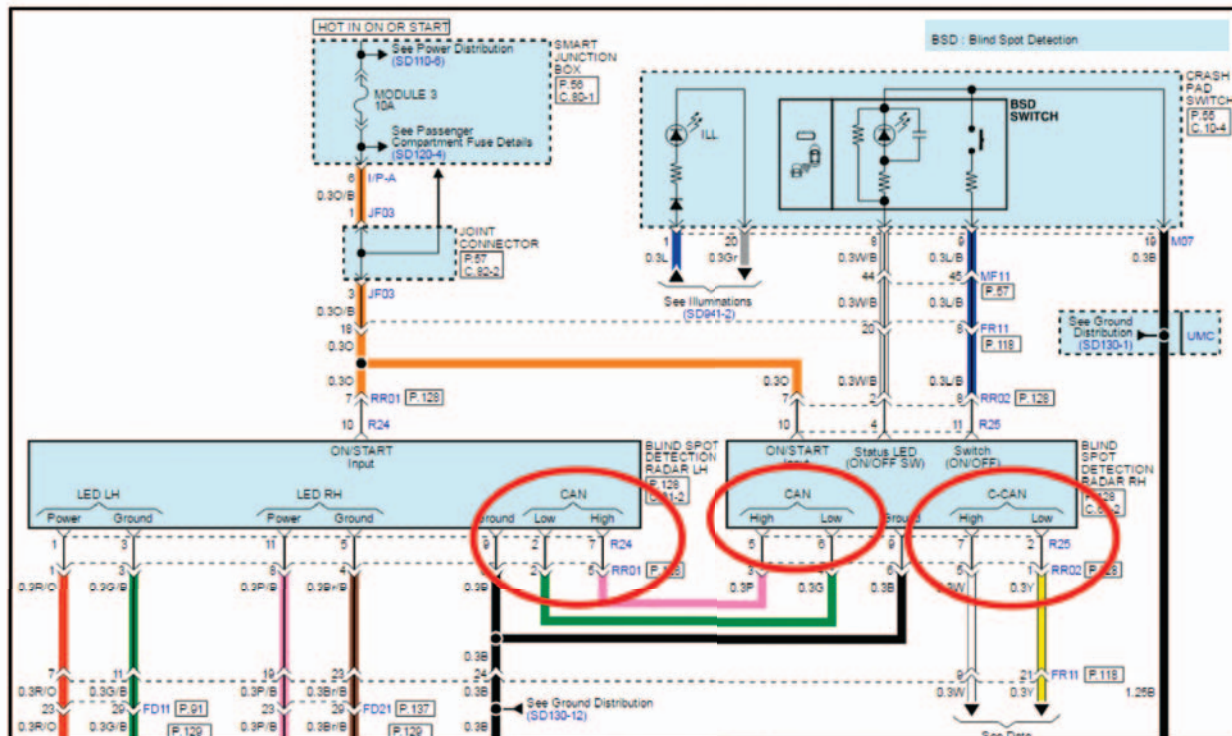 HOT IN ON OR START
BSD : Blind Spot Detection
See Power Distribution
(SD110-6)
SMART
JUNCTION
BOX
P.56
C.80-1
MODULE 3
10A
See Passenger
Compartment Fuse Details
(SD120-4)
CRASH
PAD
SWITCH
P.56
C.10-4
BSD
SWITCH
ILL
6 I/P-A
0.3O/B
1 JF03
JOINT
CONNECTOR
P.57
C.92-2
3 JF03
0.3O/B
18
0.3O
0.3O
7 RR01 P.128
10 R24
1 20 8 9 19 M07
0.3L 0.3Gr 0.3W/B 0.3L/B 0.3B
44 45 MF11
P.57
See Illuminations
(SD941-2)
0.3W/B 0.3L/B
20 8 FR11
P.118
See Ground
Distribution
(SD130-1)
UMC
0.3O 0.3W/B 0.3L/B
7 2 8 RR02 P.128
10 4 11 R25
ON/START
Input
BLIND SPOT
DETECTION
RADAR LH
P.128
LED LH LED RH CAN
Power Ground Power Ground Ground Low High
ON/START
Status LED
(ON/OFF SW)
Switch
(ON/OFF)
BLIND
SPOT
DETECTION
RADAR RH
CAN C-CAN
High Low Ground High Low
1 3 11 5 9 2 7 R24
5 6 9 7 2 R25
1 3 8 4 2 5 RR01
3 6 5 1 RR02
0.3R/O 0.3G/B 0.3P/B 0.3Br/B 0.3B
0.3P 0.3G 0.3B 0.3W 0.3Y
0.3B
7 11 19 23 24
9 21 FR11 P.118
0.3R/O 0.3G/B 0.3P/B 0.3Br/B 0.3B
0.3W 0.3Y 1.25B
23 29 FD11 P.91 23 29 FD21 P.137
See Ground Distribution
(SD130-12)
0.3R/O 0.3G/B P.129 0.3P/B 0.3Br/B P.129 0.3B
See Data